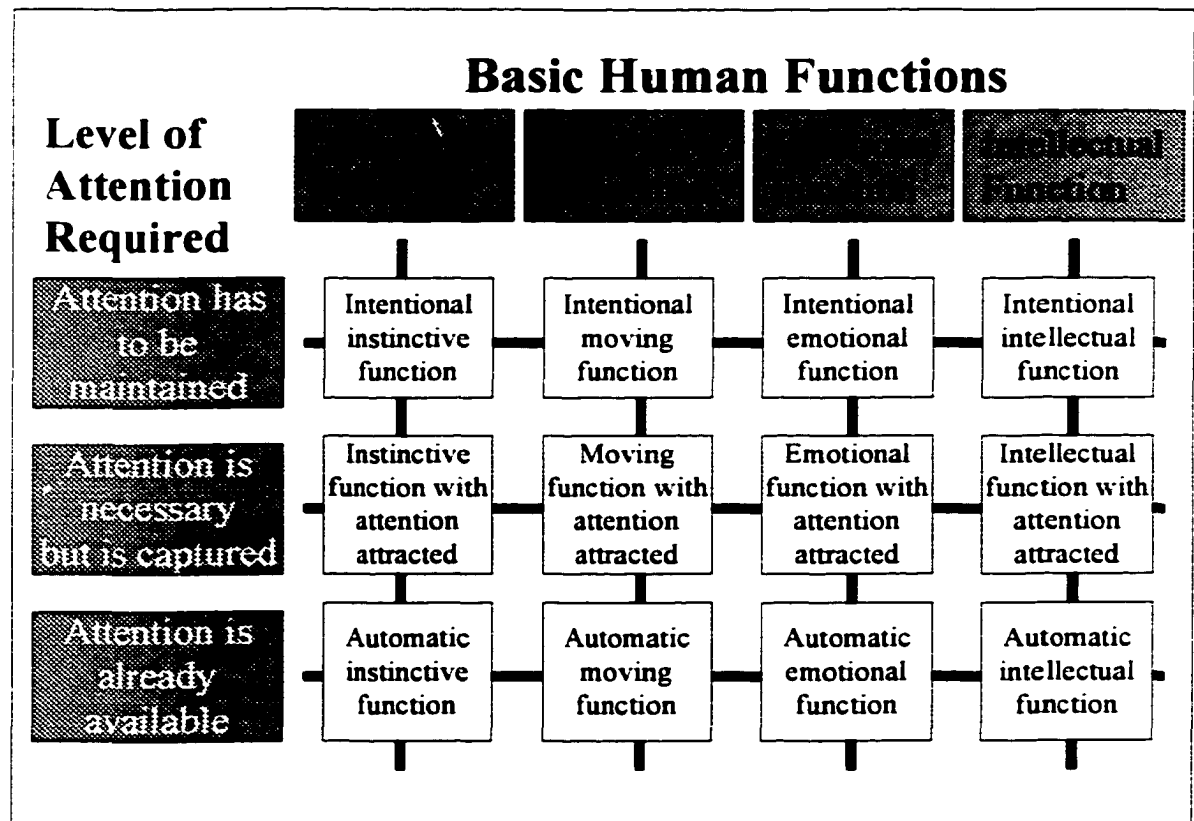 Basic Human Functions
Level of
Attention
Required
Intellectual
Function
Attention has
to be
maintained
Intentional
instinctive
function
Intentional
moving
function
Intentional
emotional
function
Intentional
intellectual
function
Attention is
necessary
but is captured
Instinctive
function with
attention
attracted
Moving
function with
attention
attracted
Emotional
function with
attention
attracted
Intellectual
function with
attention
attracted
Attention is
already
available
Automatic
instinctive
function
Automatic
moving
function
Automatic
emotional
function
Automatic
intellectual
function